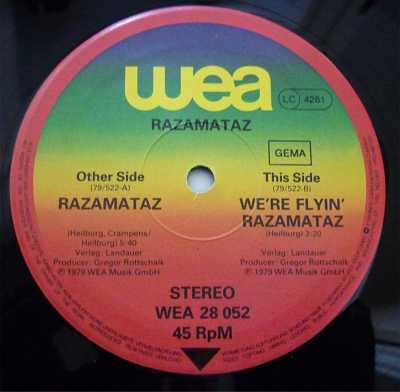 wea
LC 4281
RAZAMATAZ
GEMA
Other Side
(79/522-A)
RAZAMATAZ
(Heilburg, Crampens/
Heilburg) 5:40
Verlag: Landauer
Producer: Gregor Rottschalk
℗ 1979 WEA Musik GmbH
This Side
(79/522-B)
WE'RE FLYIN'
RAZAMATAZ
(Heilburg) 3:20
Verlag: Landauer
Producer: Gregor Rottschalk
℗ 1979 WEA Musik GmbH
STEREO
WEA 28 052
45 RpM